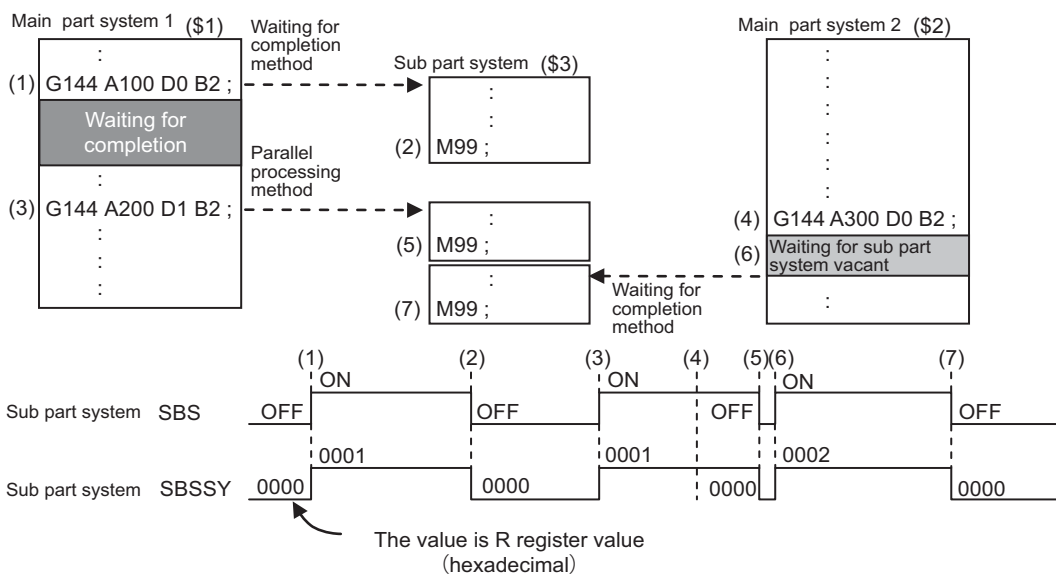 Main part system 1 ($1)
:
(1) G144 A100 D0 B2 ;
Waiting for
completion
:
(3) G144 A200 D1 B2 ;
:
:
:
Waiting for
completion
method
Parallel
processing
method
Sub part system ($3)
:
:
(2) M99 ;
:
(5) M99 ;
:
(7) M99 ;
Waiting for
completion
method
Main part system 2 ($2)
:
:
:
:
:
:
(4) G144 A300 D0 B2 ;
(6) Waiting for sub part
system vacant
:
(1) (2) (3) (4) (5) (6) (7)
ON ON ON
Sub part system SBS OFF OFF OFF OFF
0001 0001 0002
Sub part system SBSSY 0000 0000 0000 0000
The value is R register value
(hexadecimal)